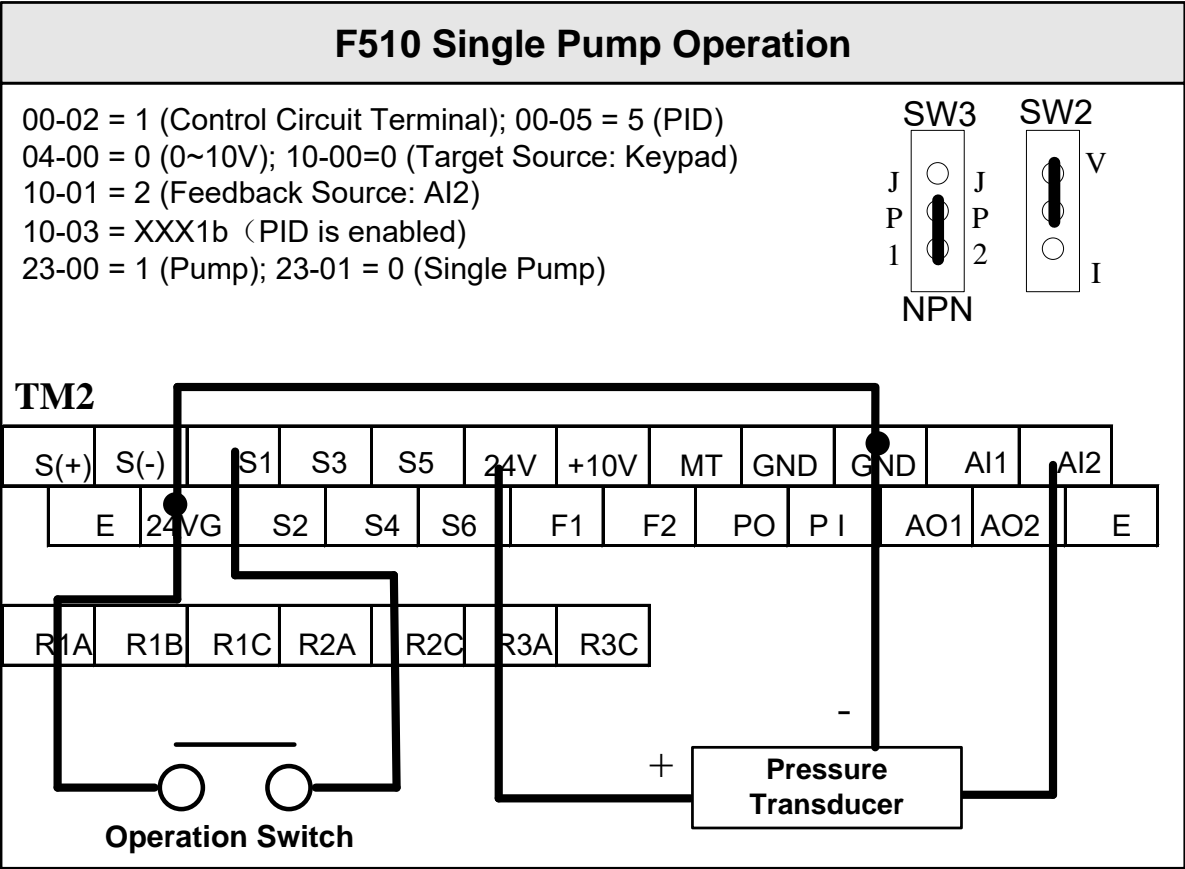 F510 Single Pump Operation
00-02 = 1 (Control Circuit Terminal); 00-05 = 5 (PID)
04-00 = 0 (0~10V); 10-00=0 (Target Source: Keypad)
10-01 = 2 (Feedback Source: AI2)
10-03 = XXX1b（PID is enabled)
23-00 = 1 (Pump); 23-01 = 0 (Single Pump)
SW3 SW2
J J V
P P
1 2 I
NPN
TM2
S(+) S(-) S1 S3 S5 24V +10V MT GND GND AI1 AI2
E 24VG S2 S4 S6 F1 F2 PO P I AO1 AO2 E
R1A R1B R1C R2A R2C R3A R3C
-
+
Pressure
Transducer
Operation Switch